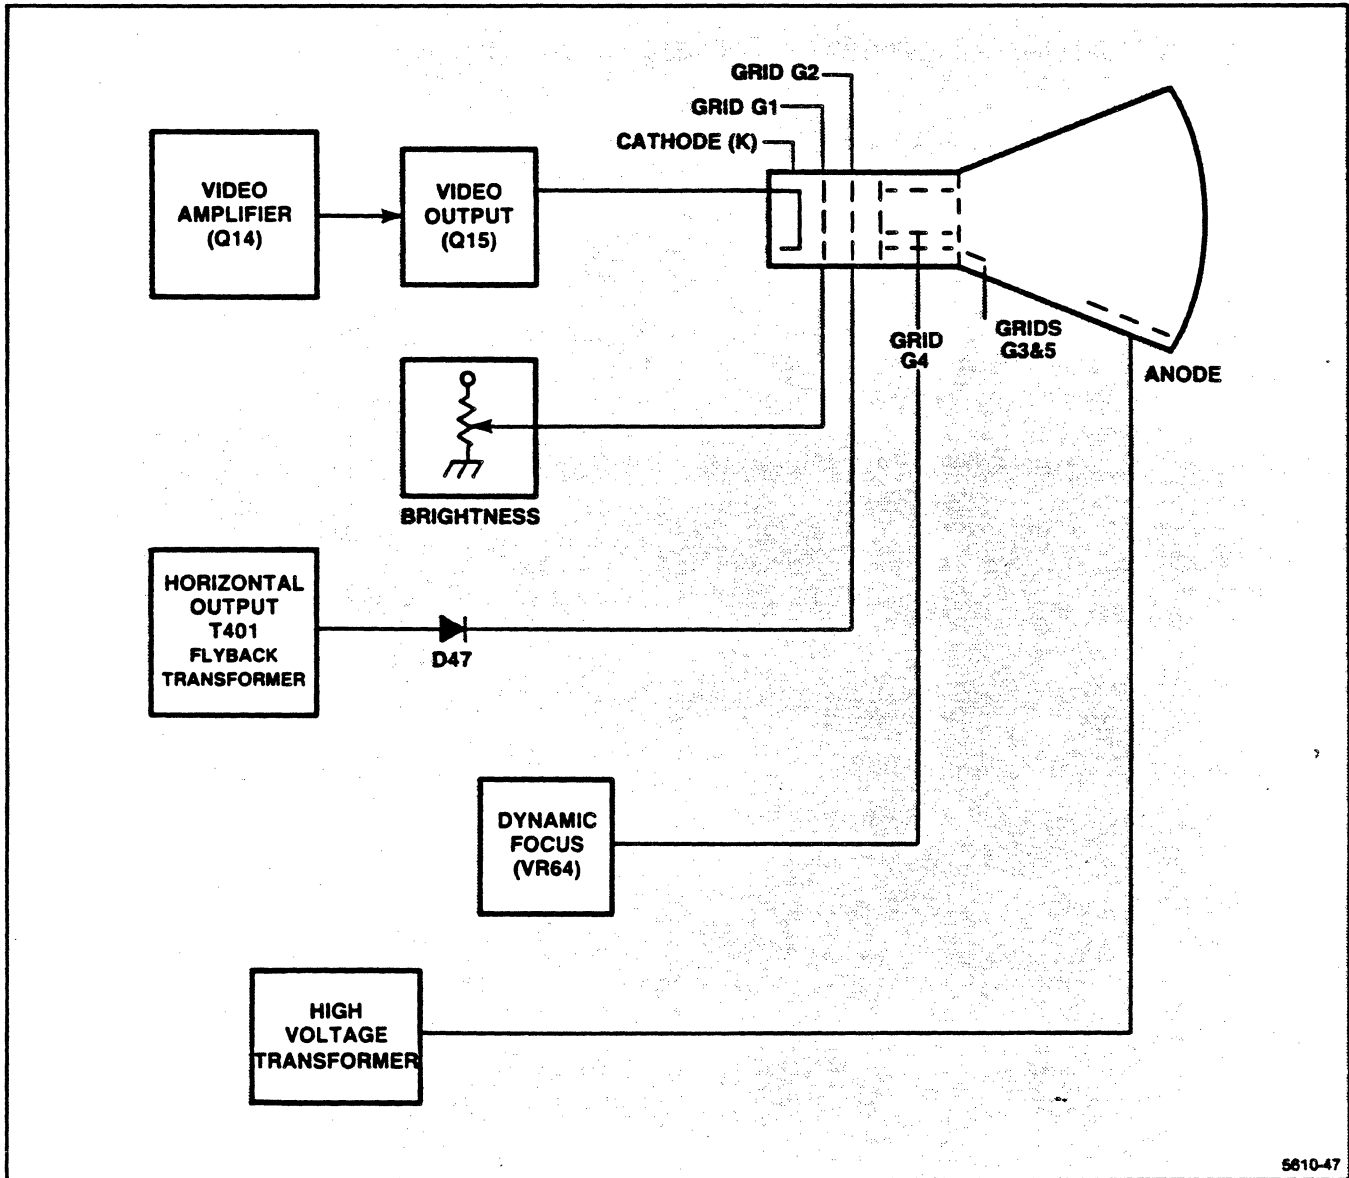 GRID G2
GRID G1
CATHODE (K)
VIDEO
AMPLIFIER
(Q14)
VIDEO
OUTPUT
(Q15)
GRID
G4
GRIDS
G3&5
ANODE
BRIGHTNESS
HORIZONTAL
OUTPUT
T401
FLYBACK
TRANSFORMER
D47
DYNAMIC
FOCUS
(VR64)
HIGH
VOLTAGE
TRANSFORMER
5610-47